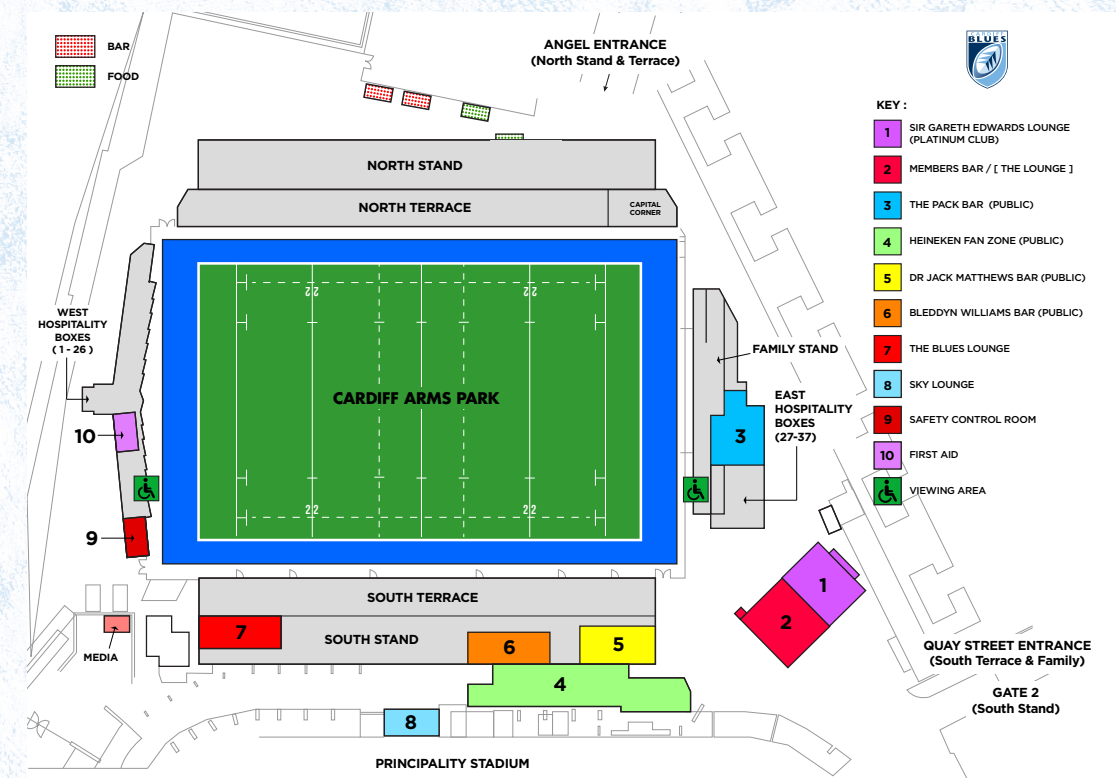 BAR
FOOD
ANGEL ENTRANCE
(North Stand & Terrace)
CARDIFF
BLUES
KEY :
1 SIR GARETH EDWARDS LOUNGE
(PLATINUM CLUB)
2 MEMBERS BAR / [ THE LOUNGE ]
3 THE PACK BAR (PUBLIC)
4 HEINEKEN FAN ZONE (PUBLIC)
5 DR JACK MATTHEWS BAR (PUBLIC)
6 BLEDDYN WILLIAMS BAR (PUBLIC)
7 THE BLUES LOUNGE
8 SKY LOUNGE
9 SAFETY CONTROL ROOM
10 FIRST AID
VIEWING AREA
NORTH STAND
NORTH TERRACE
CAPITAL
CORNER
22
22
WEST
HOSPITALITY
BOXES
( 1 - 26 )
FAMILY STAND
CARDIFF ARMS PARK
EAST
HOSPITALITY
BOXES
(27-37)
10
3
22
22
9
SOUTH TERRACE
1
2
7
SOUTH STAND
6
5
MEDIA
4
8
QUAY STREET ENTRANCE
(South Terrace & Family)
GATE 2
(South Stand)
PRINCIPALITY STADIUM